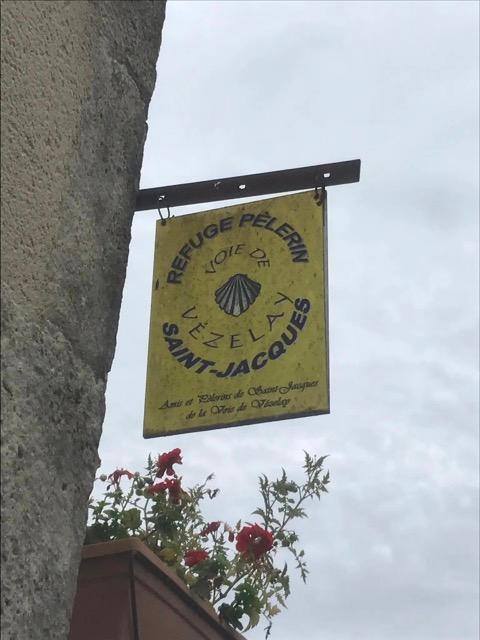 REFUGE PÈLERIN
VOIE DE
VÉZELAY
SAINT-JACQUES
Amis et Pèlerins de Saint Jacques
de la Voie de Vézelay